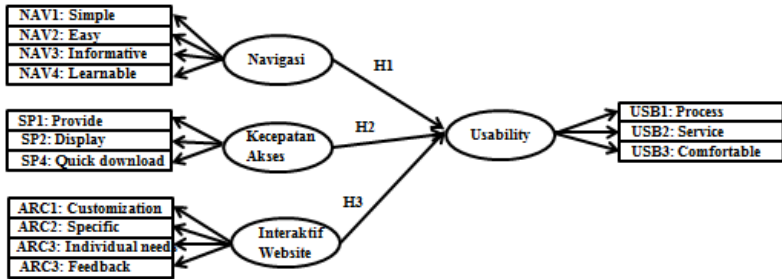 NAV1: Simple
NAV2: Easy
NAV3: Informative
NAV4: Learnable
Navigasi
H1
SP1: Provide
SP2: Display
SP4: Quick download
Kecepatan
Akses
H2
Usability
USB1: Process
USB2: Service
USB3: Comfortable
ARC1: Customization
ARC2: Specific
ARC3: Individual needs
ARC3: Feedback
Interaktif
Website
H3